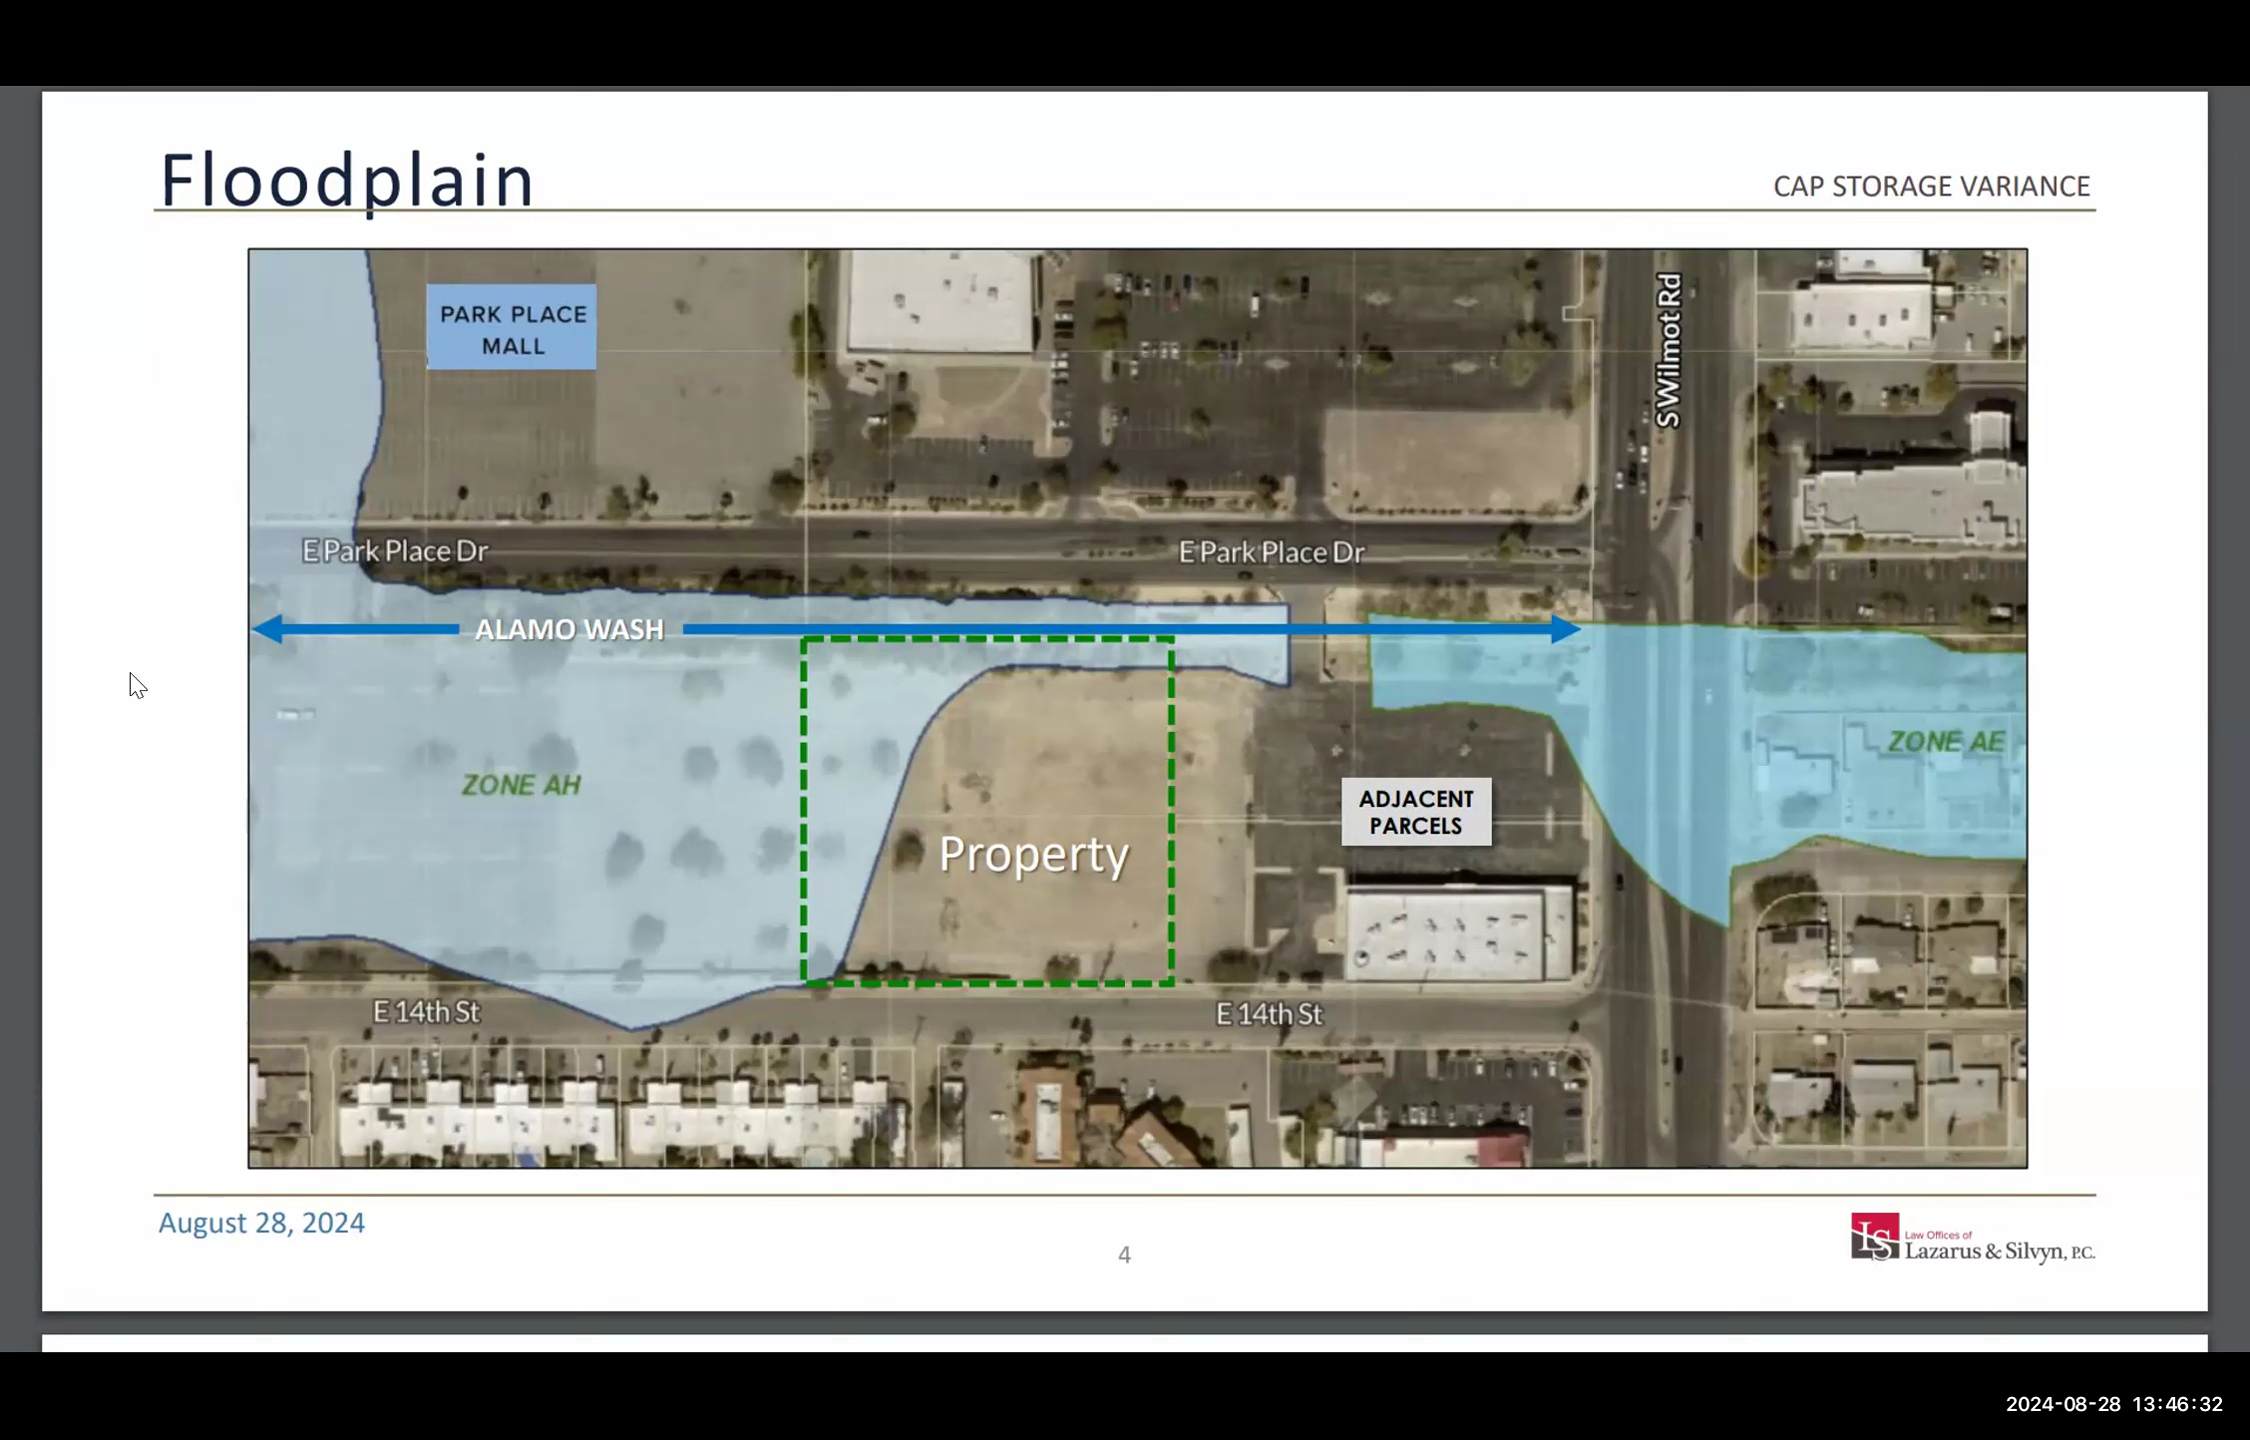 Floodplain
CAP STORAGE VARIANCE
PARK PLACE
MALL
S Wilmot Rd
E Park Place Dr
E Park Place Dr
ALAMO WASH
ZONE AE
ZONE AH
ADJACENT
PARCELS
Property
E 14th St
E 14th St
August 28, 2024
4
LS
Law Offices of
Lazarus & Silvyn, P.C.
2024-08-28 13:46:32